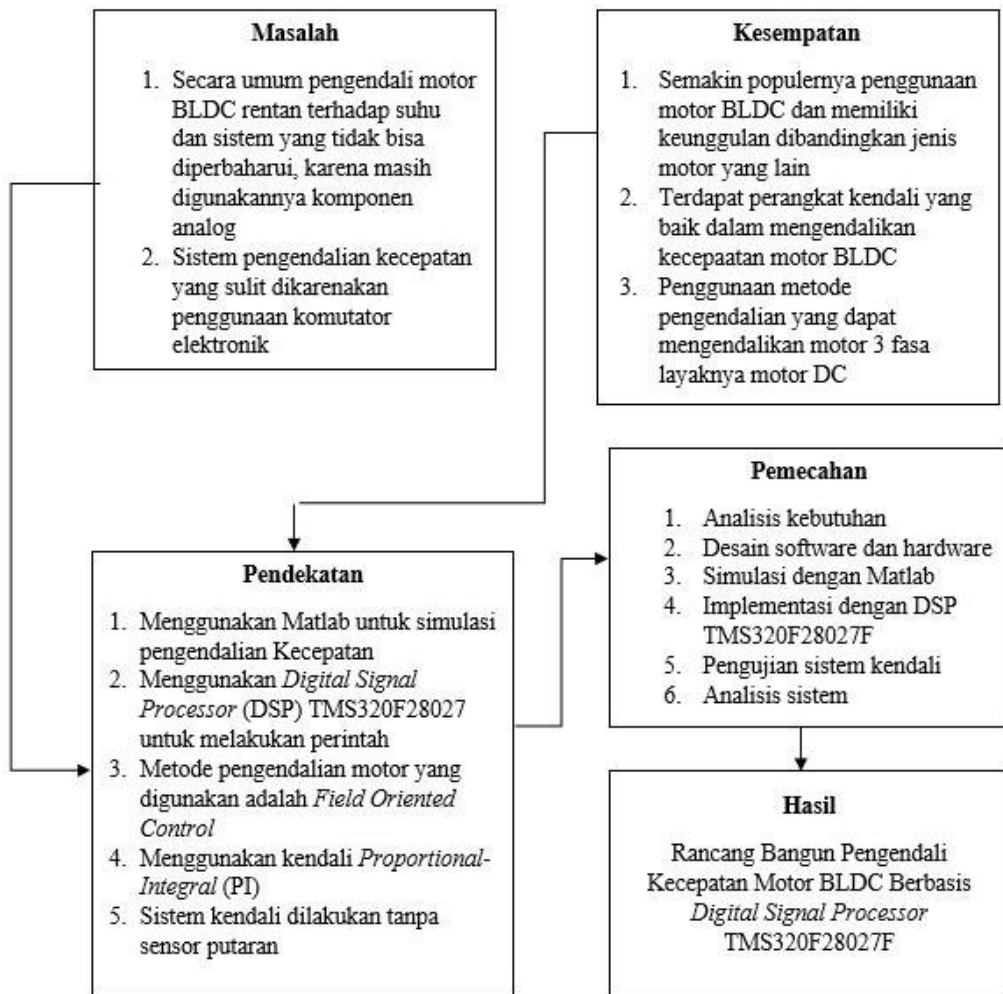 Masalah
1. Secara umum pengendali motor
BLDC rentan terhadap suhu
dan sistem yang tidak bisa
diperbaharui, karena masih
digunakannya komponen
analog
2. Sistem pengendalian kecepatan
yang sulit dikarenakan
penggunaan komutator
elektronik
Kesempatan
1. Semakin populernya penggunaan
motor BLDC dan memiliki
keunggulan dibandingkan jenis
motor yang lain
2. Terdapat perangkat kendali yang
baik dalam mengendalikan
kecepaatan motor BLDC
3. Penggunaan metode
pengendalian yang dapat
mengendalikan motor 3 fasa
layaknya motor DC
Pendekatan
1. Menggunakan Matlab untuk simulasi
pengendalian Kecepatan
2. Menggunakan Digital Signal
Processor (DSP) TMS320F28027
untuk melakukan perintah
3. Metode pengendalian motor yang
digunakan adalah Field Oriented
Control
4. Menggunakan kendali Proportional-
Integral (PI)
5. Sistem kendali dilakukan tanpa
sensor putaran
Pemecahan
1. Analisis kebutuhan
2. Desain software dan hardware
3. Simulasi dengan Matlab
4. Implementasi dengan DSP
TMS320F28027F
5. Pengujian sistem kendali
6. Analisis sistem
Hasil
Rancang Bangun Pengendali
Kecepatan Motor BLDC Berbasis
Digital Signal Processor
TMS320F28027F